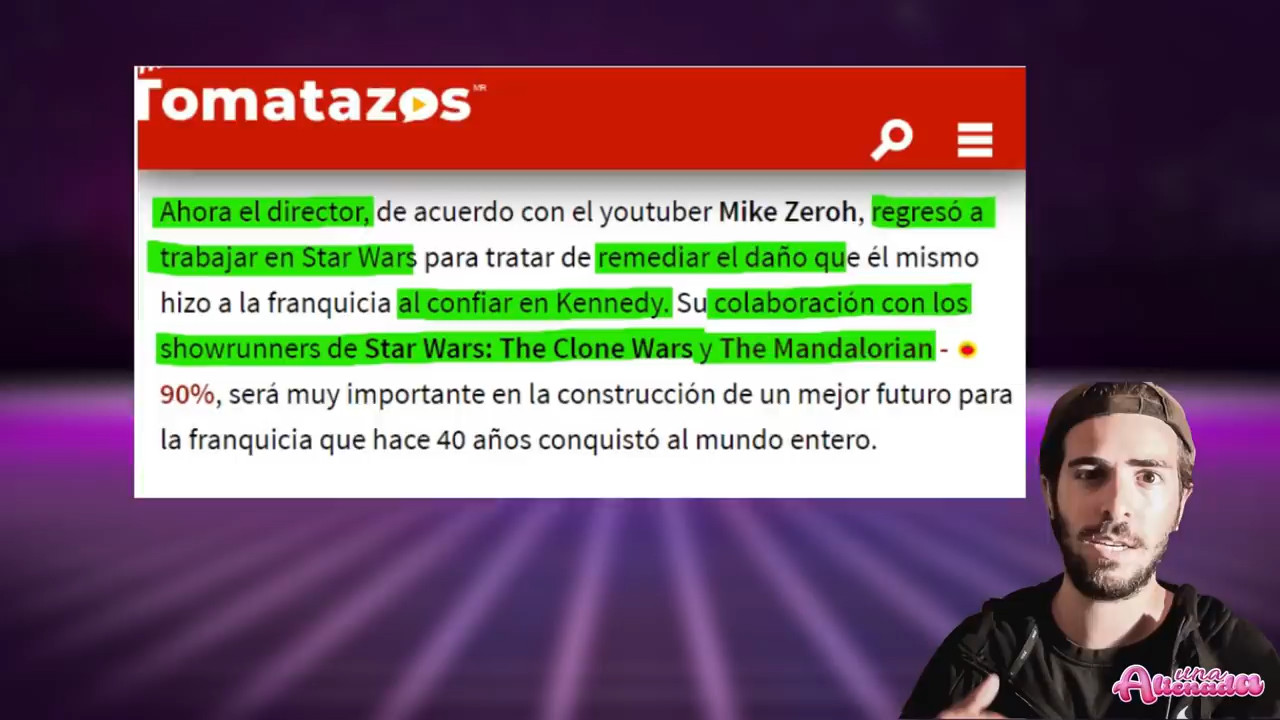 Tomatazos MR
Ahora el director, de acuerdo con el youtuber Mike Zeroh, regresó a
trabajar en Star Wars para tratar de remediar el daño que él mismo
hizo a la franquicia al confiar en Kennedy. Su colaboración con los
showrunners de Star Wars: The Clone Wars y The Mandalorian -
90%, será muy importante en la construcción de un mejor futuro para
la franquicia que hace 40 años conquistó al mundo entero.
una
Alienada